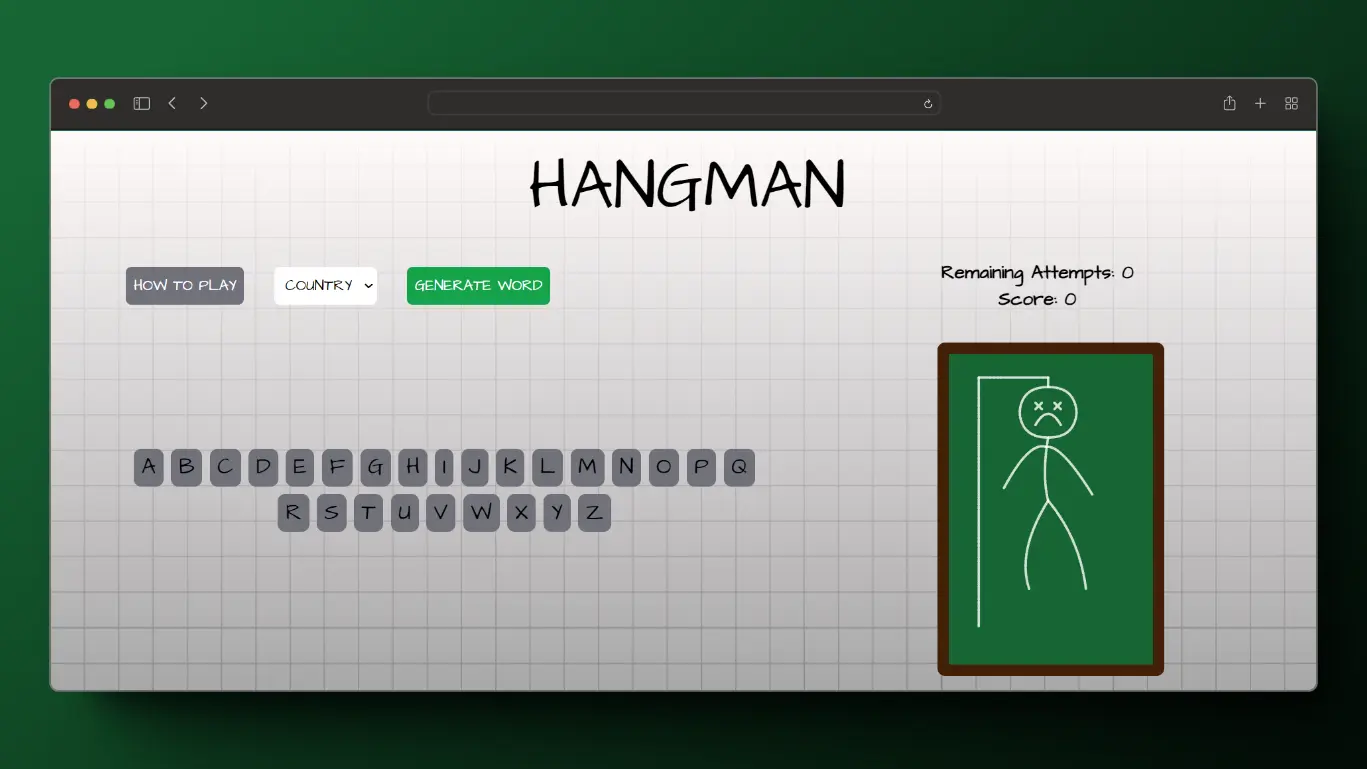 HANGMAN
HOW TO PLAY COUNTRY GENERATE WORD
Remaining Attempts: 0
Score: 0
A B C D E F G H I J K L M N O P Q
R S T U V W X Y Z